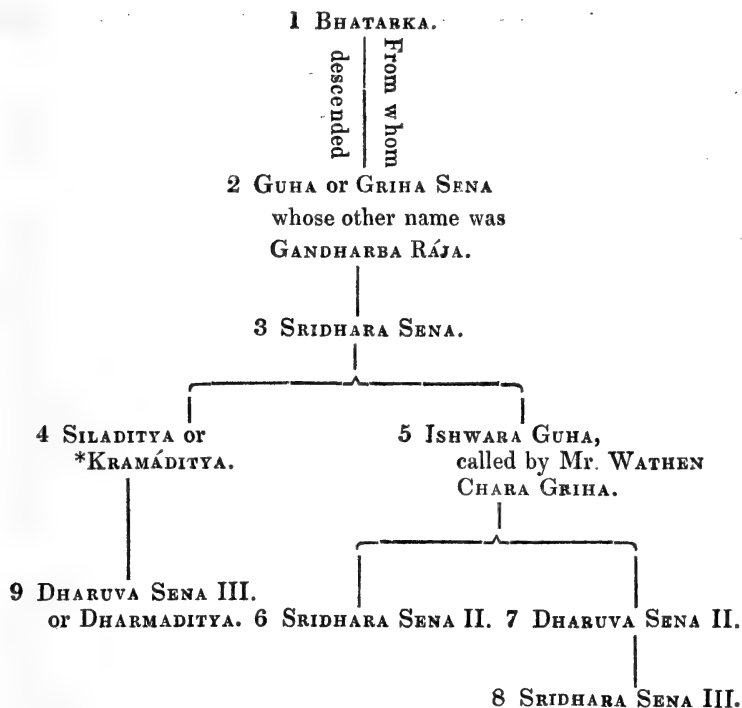 1 BHATARKA.
From whom
descended
2 GUHA or GRIHA SENA
whose other name was
GANDHARBA RÁJA.
3 SRIDHARA SENA.
4 SILADITYA or
*KRAMÁDITYA.
5 ISHWARA GUHA,
called by Mr. WATHEN
CHARA GRIHA.
9 DHARUVA SENA III.
or DHARMADITYA.
6 SRIDHARA SENA II.
7 DHARUVA SENA II.
8 SRIDHARA SENA III.